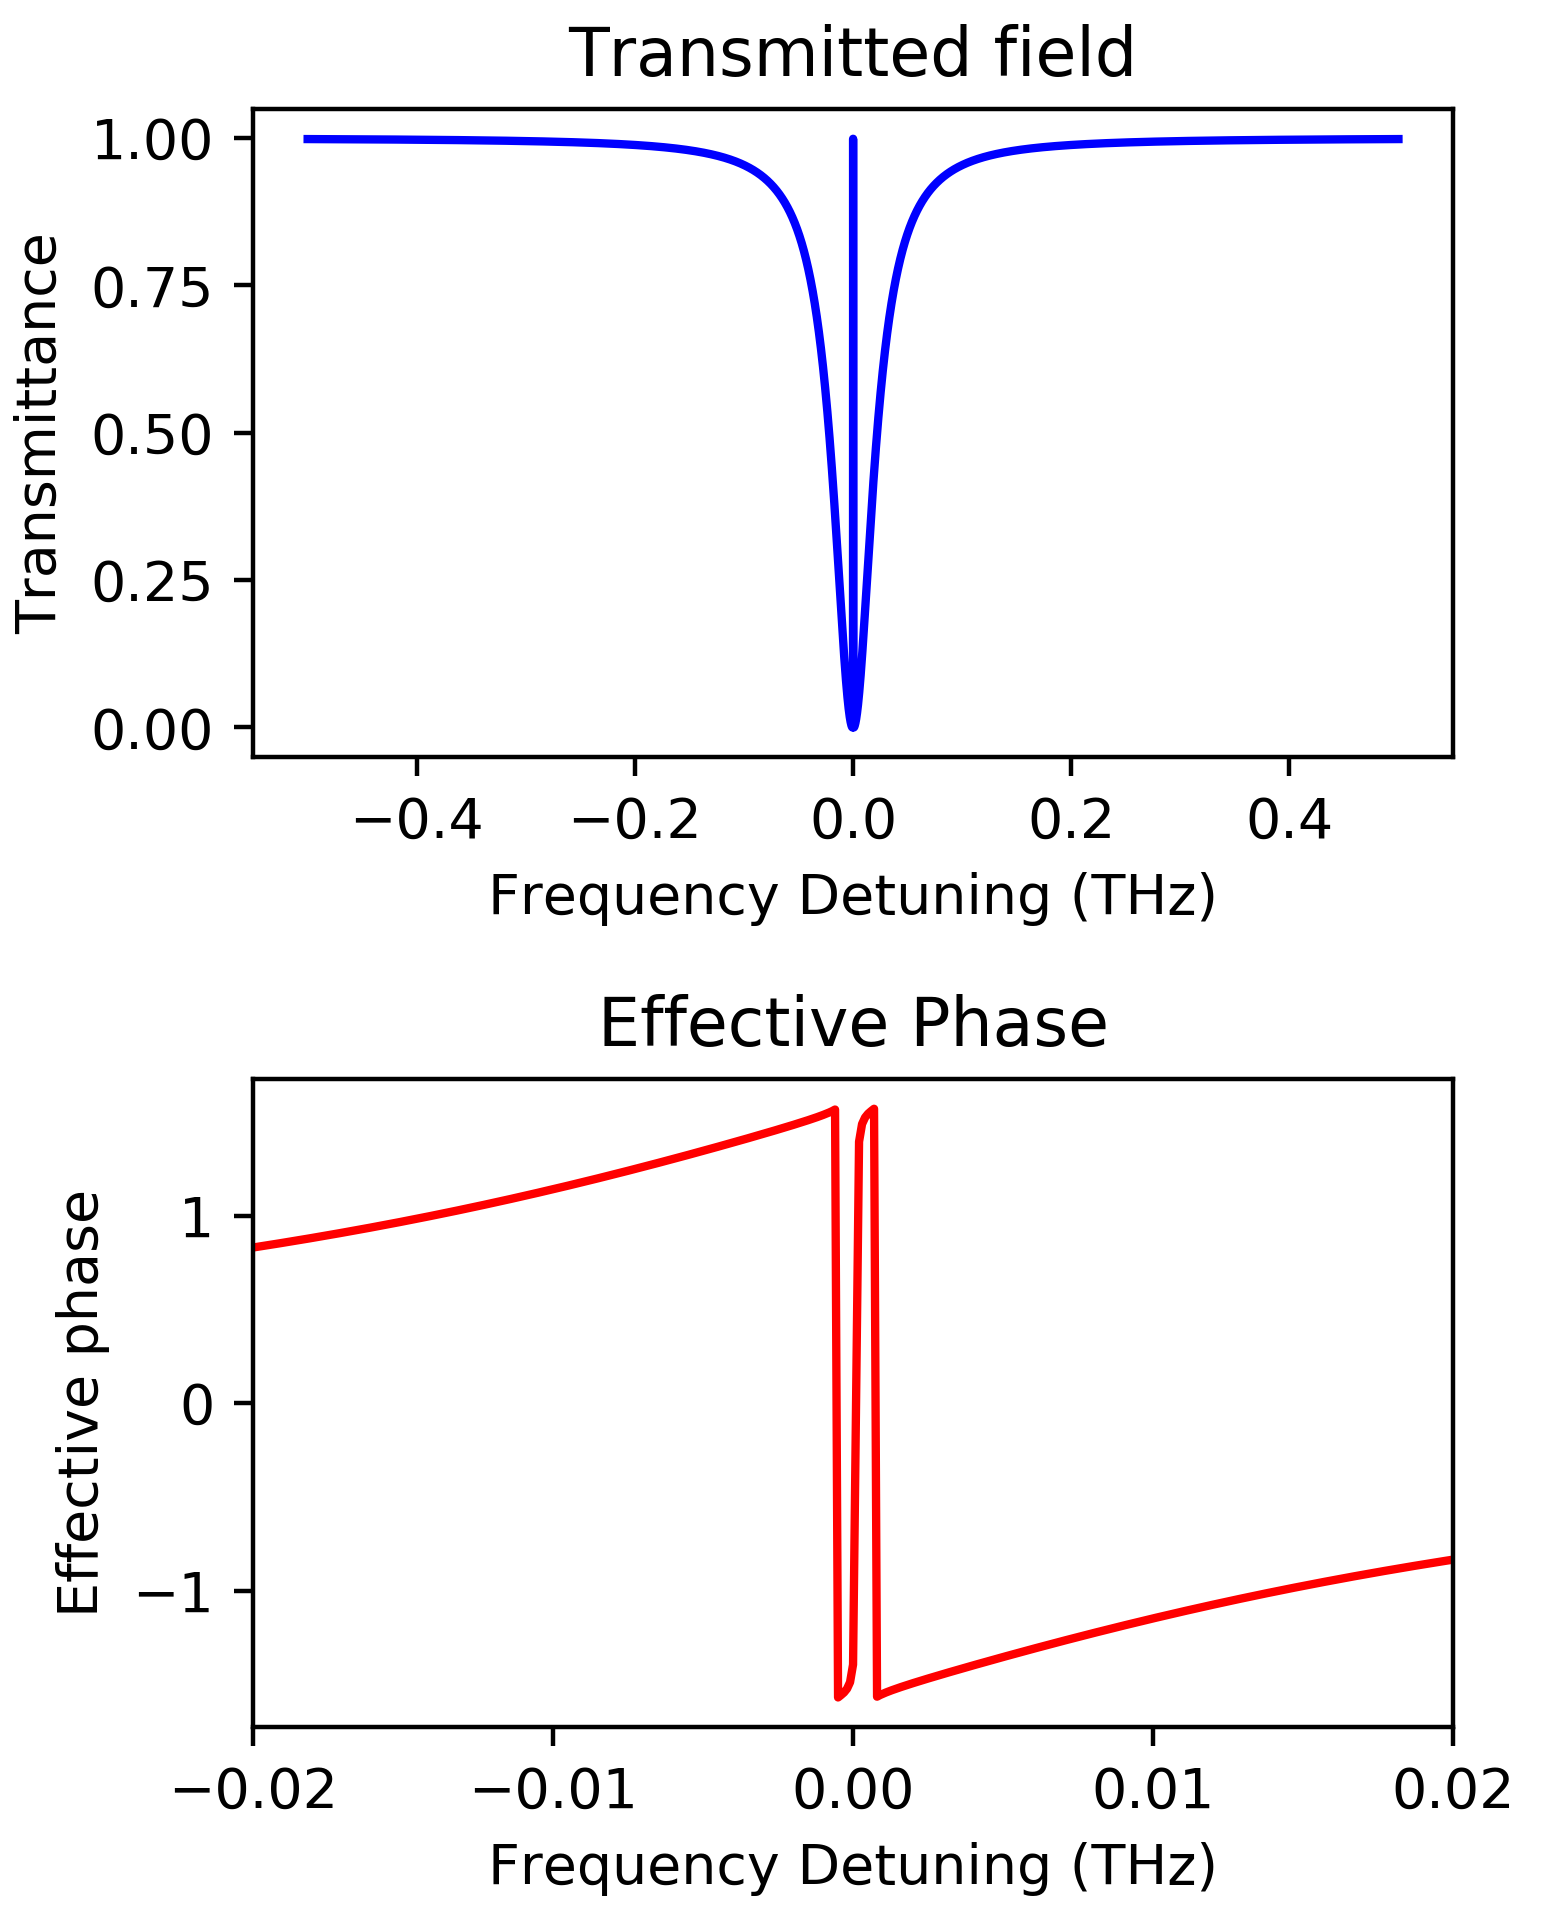 Transmitted field
1.00
0.75
0.50
0.25
0.00
Transmittance
−0.4 −0.2 0.0 0.2 0.4
Frequency Detuning (THz)
Effective Phase
1
0
−1
Effective phase
−0.02 −0.01 0.00 0.01 0.02
Frequency Detuning (THz)